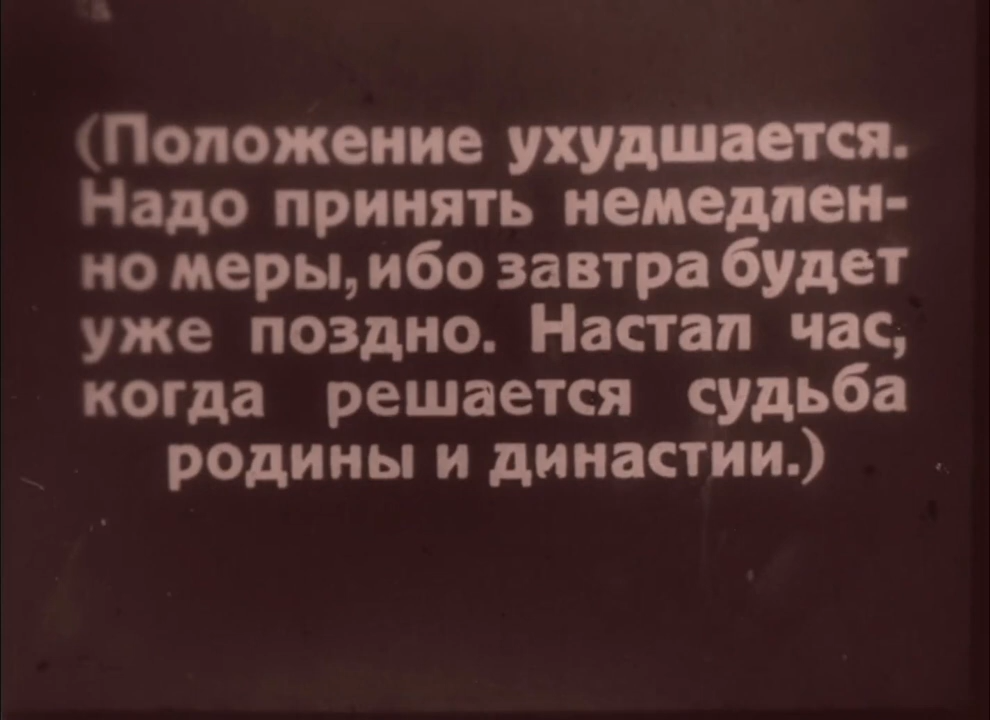 (Положение ухудшается.
Надо принять немедлен-
но меры, ибо завтра будет
уже поздно. Настал час,
когда решается судьба
родины и династии.)